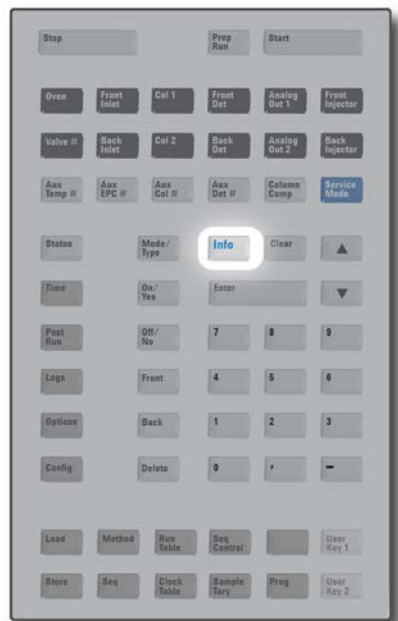 Stop
Prep
Run
Start
Oven
Front
Inlet
Col 1
Front
Det
Analog
Out 1
Front
Injector
Valve #
Back
Inlet
Col 2
Back
Det
Analog
Out 2
Back
Injector
Aux
Temp #
Aux
EPC #
Aux
Col #
Aux
Det #
Column
Comp
Service
Mode
Status
Mode/
Type
Info
Clear
Time
On/
Yes
Enter
Post
Run
Off/
No
7
8
9
Logs
Front
4
5
6
Options
Back
1
2
3
Config
Delete
0
-
Load
Method
Run
Table
Seq
Control
User
Key 1
Store
Seq
Clock
Table
Sample
Tary
Prog
User
Key 2